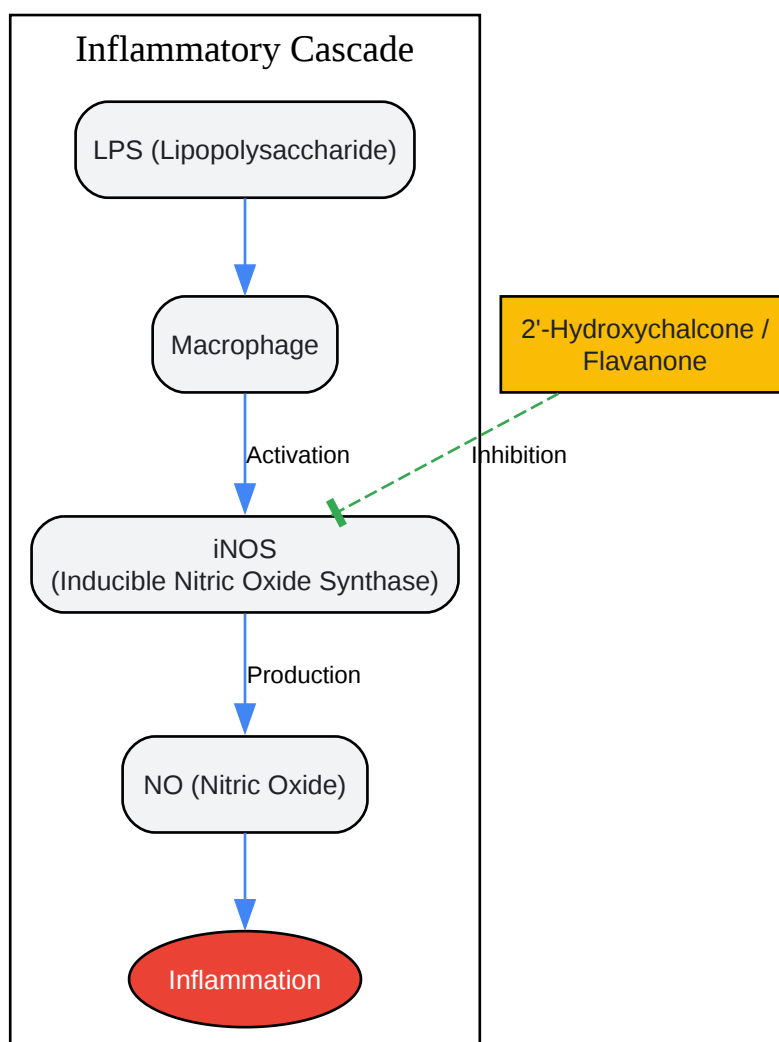 Inflammatory Cascade
LPS (Lipopolysaccharide)
Macrophage
2'-Hydroxychalcone /
Flavanone
Activation
Inhibition
iNOS
(Inducible Nitric Oxide Synthase)
Production
NO (Nitric Oxide)
Inflammation